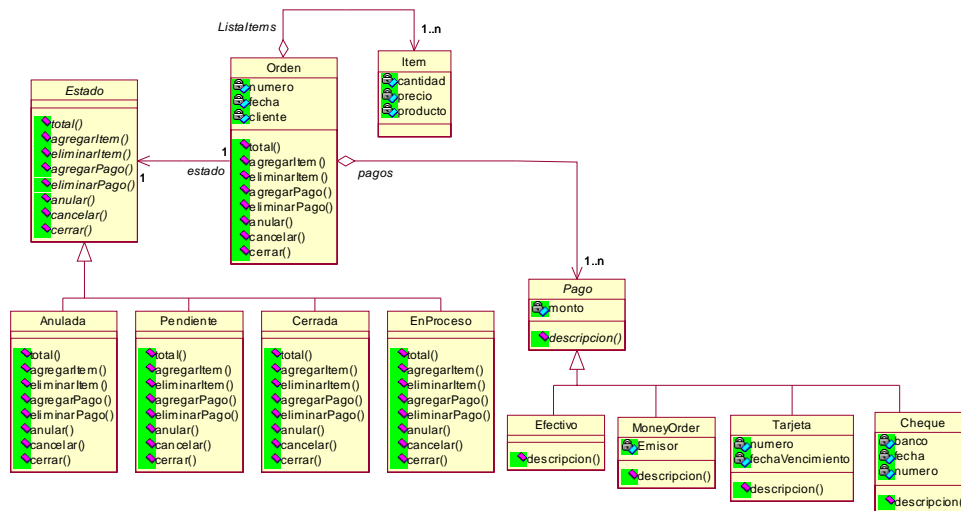 ListaItems
1..n
Orden
numero
fecha
cliente
total()
agregarItem()
eliminarItem()
agregarPago()
eliminarPago()
anular()
cancelar()
cerrar()
Item
cantidad
precio
producto
Estado
total()
agregarItem()
eliminarItem()
agregarPago()
eliminarPago()
anular()
cancelar()
cerrar()
1
estado
1
pagos
1..n
Pago
monto
descripcion()
Anulada
total()
agregarItem()
eliminarItem()
agregarPago()
eliminarPago()
anular()
cancelar()
cerrar()
Pendiente
total()
agregarItem()
eliminarItem()
agregarPago()
eliminarPago()
anular()
cancelar()
cerrar()
Cerrada
total()
agregarItem()
eliminarItem()
agregarPago()
eliminarPago()
anular()
cancelar()
cerrar()
EnProceso
total()
agregarItem()
eliminarItem()
agregarPago()
eliminarPago()
anular()
cancelar()
cerrar()
Efectivo
descripcion()
MoneyOrder
Emisor
descripcion()
Tarjeta
numero
fechaVencimiento
descripcion()
Cheque
banco
fecha
numero
descripcion()